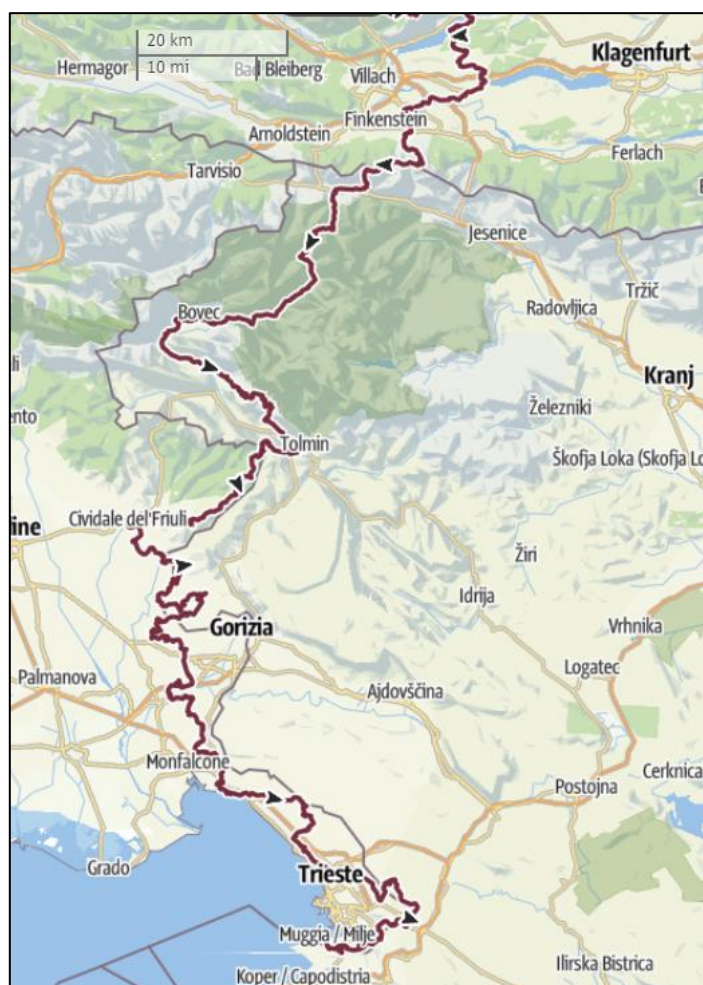 20 km
10 mi
Klagenfurt
Hermagor
Bad Bleiberg
Villach
Finkenstein
Arnoldstein
Ferlach
Tarvisio
Jesenice
Tržič
Radovljica
Bovec
Kranj
Železniki
Tolmin
Škofja Loka (Skofja Lo
Cividale del'Friuli
ine
Žiri
Idrija
Vrhnika
Gorizia
Logatec
Palmanova
Ajdovščina
Monfalcone
Postojna
Cerknica
Grado
Trieste
Muggia / Milje
Koper / Capodistria
Ilirska Bistrica